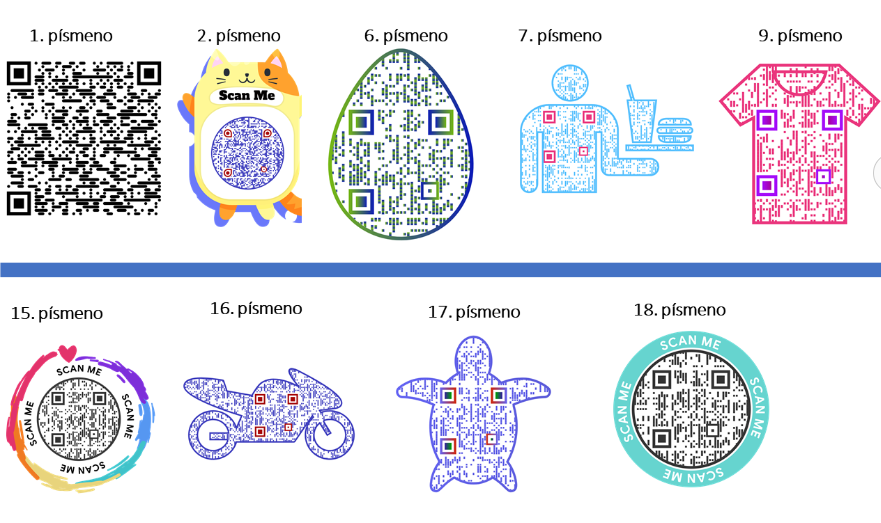 1. písmeno
2. písmeno
6. písmeno
7. písmeno
9. písmeno
Scan Me
15. písmeno
16. písmeno
17. písmeno
18. písmeno
SCAN ME
SCAN ME
SCAN ME
SCAN ME
SCAN ME
SCAN ME
SCAN ME
SCAN ME